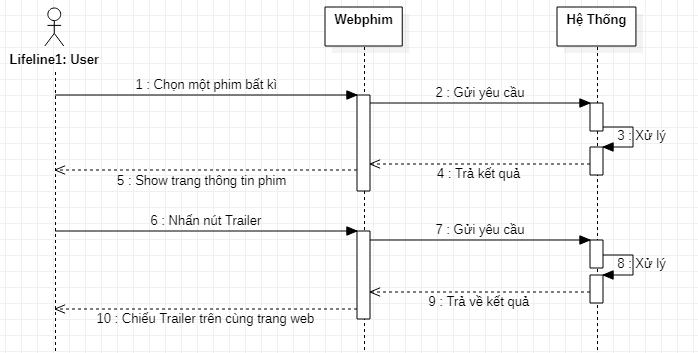 Webphim
Hệ Thống
Lifeline1: User
1 : Chọn một phim bất kì
2 : Gửi yêu cầu
3 : Xử lý
4 : Trả kết quả
5 : Show trang thông tin phim
6 : Nhấn nút Trailer
7 : Gửi yêu cầu
8 : Xử lý
9 : Trả về kết quả
10 : Chiếu Trailer trên cùng trang web